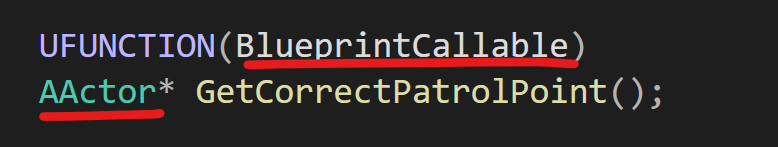 UFUNCTION(BlueprintCallable)
AActor* GetCorrectPatrolPoint();